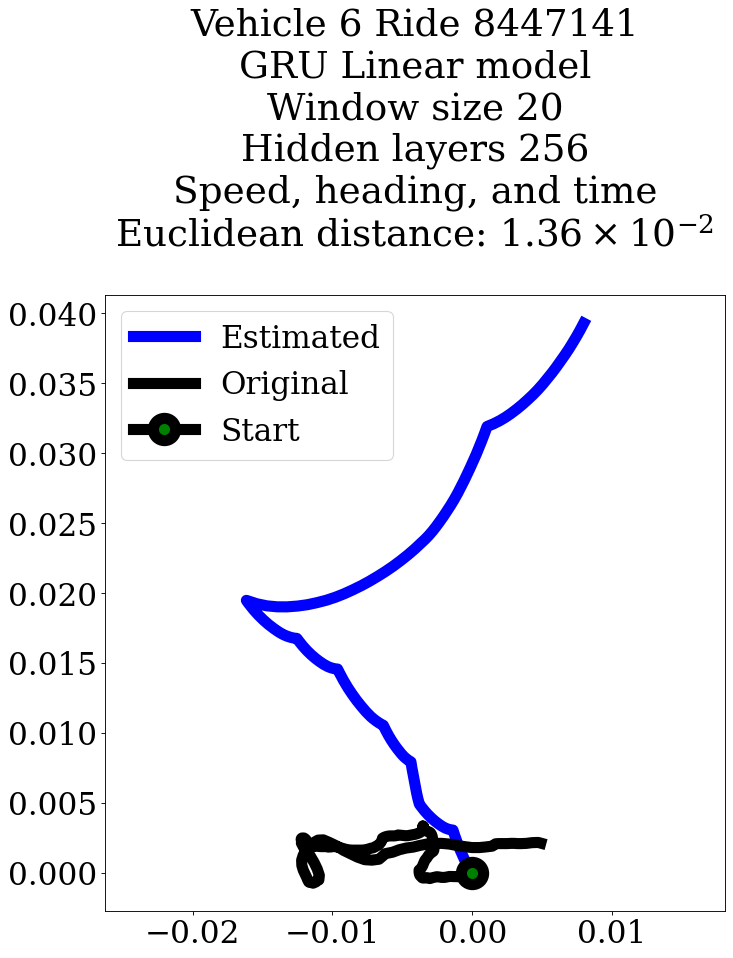 Vehicle 6 Ride 8447141
GRU Linear model
Window size 20
Hidden layers 256
Speed, heading, and time
Euclidean distance: 1.36 × 10⁻²
Estimated
Original
Start
0.040
0.035
0.030
0.025
0.020
0.015
0.010
0.005
0.000
−0.02 −0.01 0.00 0.01